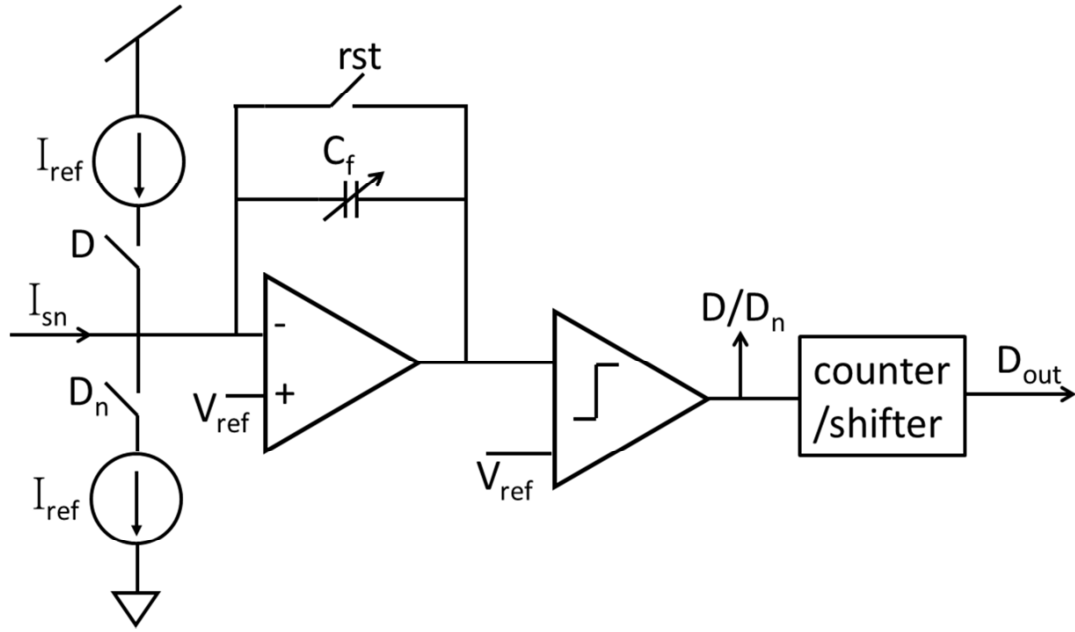 rst
I_ref
C_f
D
I_sn
-
D/D_n
D_n
+
V_ref
counter
/shifter
D_out
V_ref
I_ref